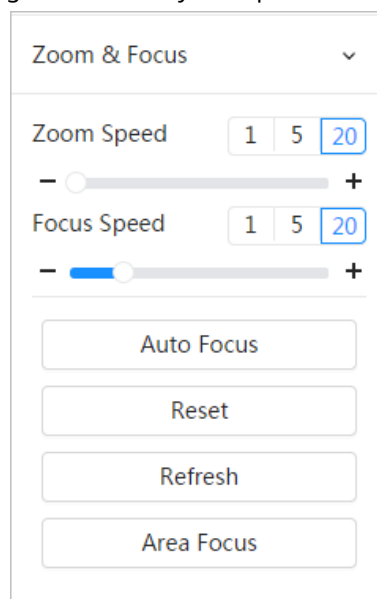 Zoom & Focus
Zoom Speed 1 5 20
− +
Focus Speed 1 5 20
− +
Auto Focus
Reset
Refresh
Area Focus